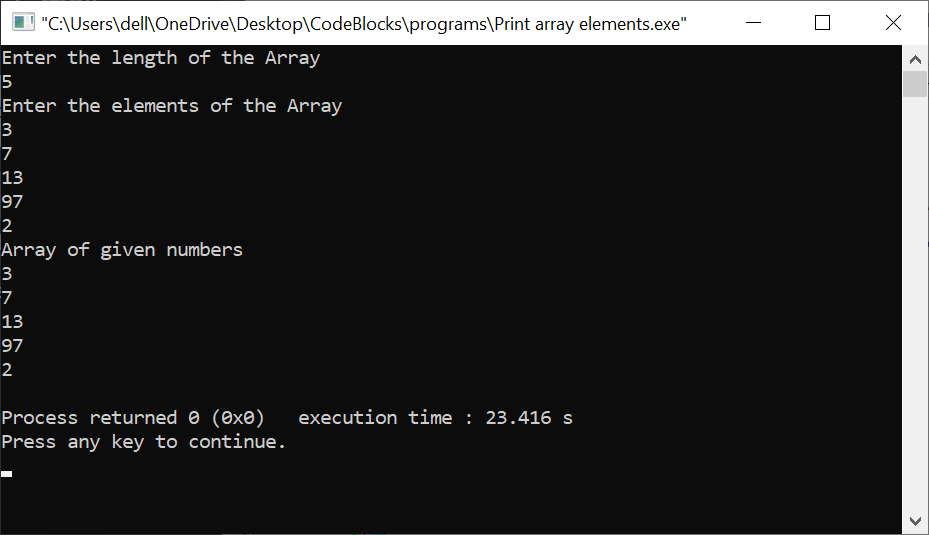 "C:\Users\dell\OneDrive\Desktop\CodeBlocks\programs\Print array elements.exe"
Enter the length of the Array
5
Enter the elements of the Array
3
7
13
97
2
Array of given numbers
3
7
13
97
2
Process returned 0 (0x0)   execution time : 23.416 s
Press any key to continue.